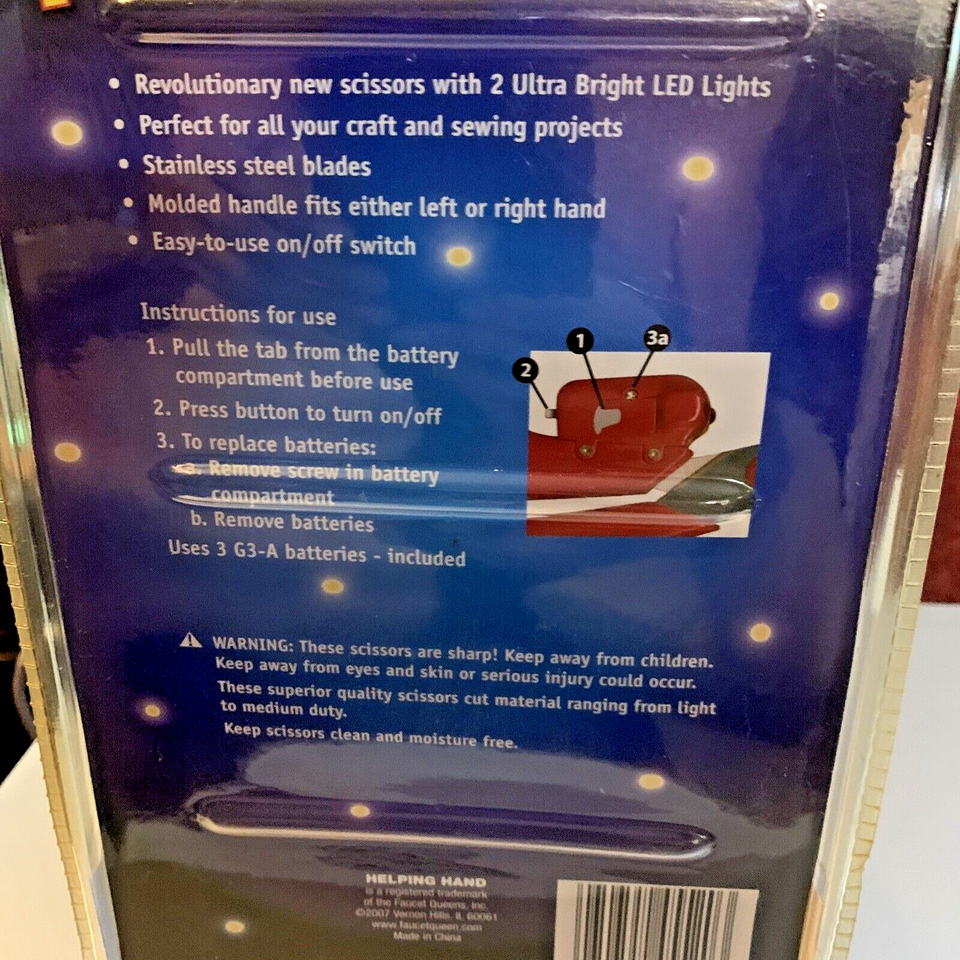 • Revolutionary new scissors with 2 Ultra Bright LED Lights
• Perfect for all your craft and sewing projects
• Stainless steel blades
• Molded handle fits either left or right hand
• Easy-to-use on/off switch
Instructions for use
1. Pull the tab from the battery
compartment before use
2. Press button to turn on/off
3. To replace batteries:
a. Remove screw in battery
compartment
b. Remove batteries
Uses 3 G3-A batteries - included
1
3a
2
⚠ WARNING: These scissors are sharp! Keep away from children.
Keep away from eyes and skin or serious injury could occur.
These superior quality scissors cut material ranging from light
to medium duty.
Keep scissors clean and moisture free.
HELPING HAND
is a registered trademark
of the Faucet Queens, Inc.
©2007 Vernon Hills, IL 60061
www.faucetqueen.com
Made in China